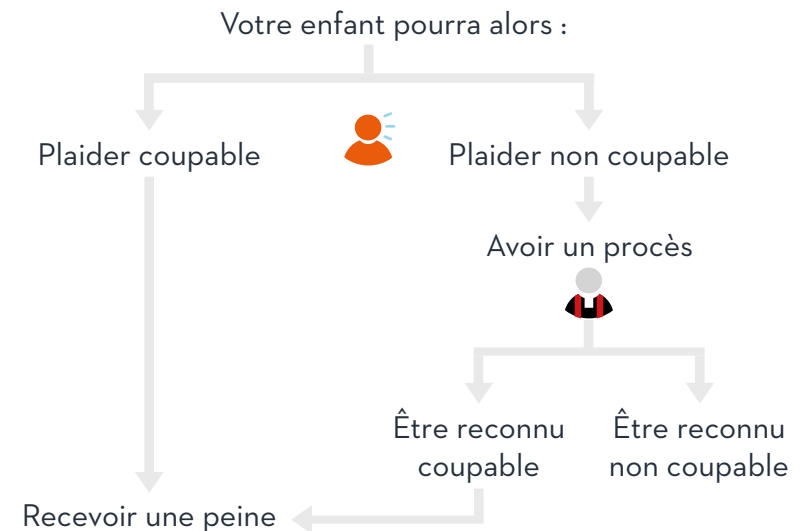 Votre enfant pourra alors :
Plaider coupable
Plaider non coupable
Avoir un procès
Être reconnu
coupable
Être reconnu
non coupable
Recevoir une peine